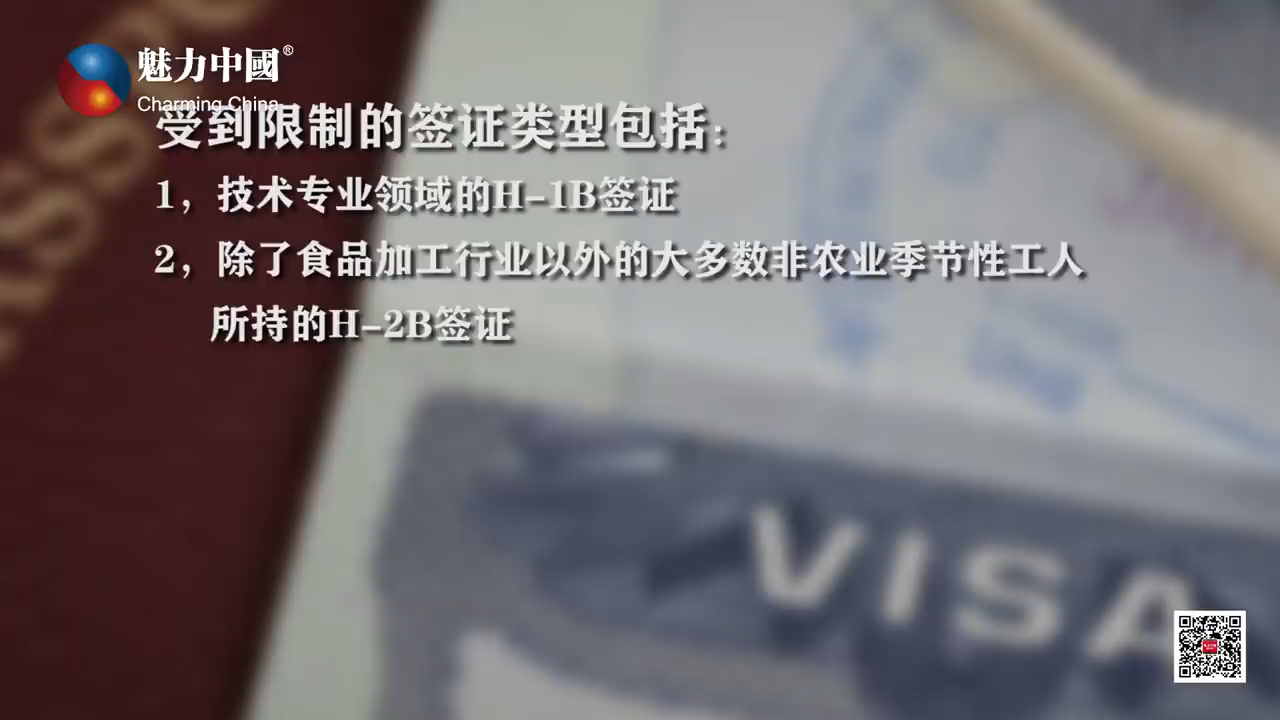 魅力中國®
Charming China
受到限制的签证类型包括：
1，技术专业领域的H-1B签证
2，除了食品加工行业以外的大多数非农业季节性工人
所持的H-2B签证
VISA